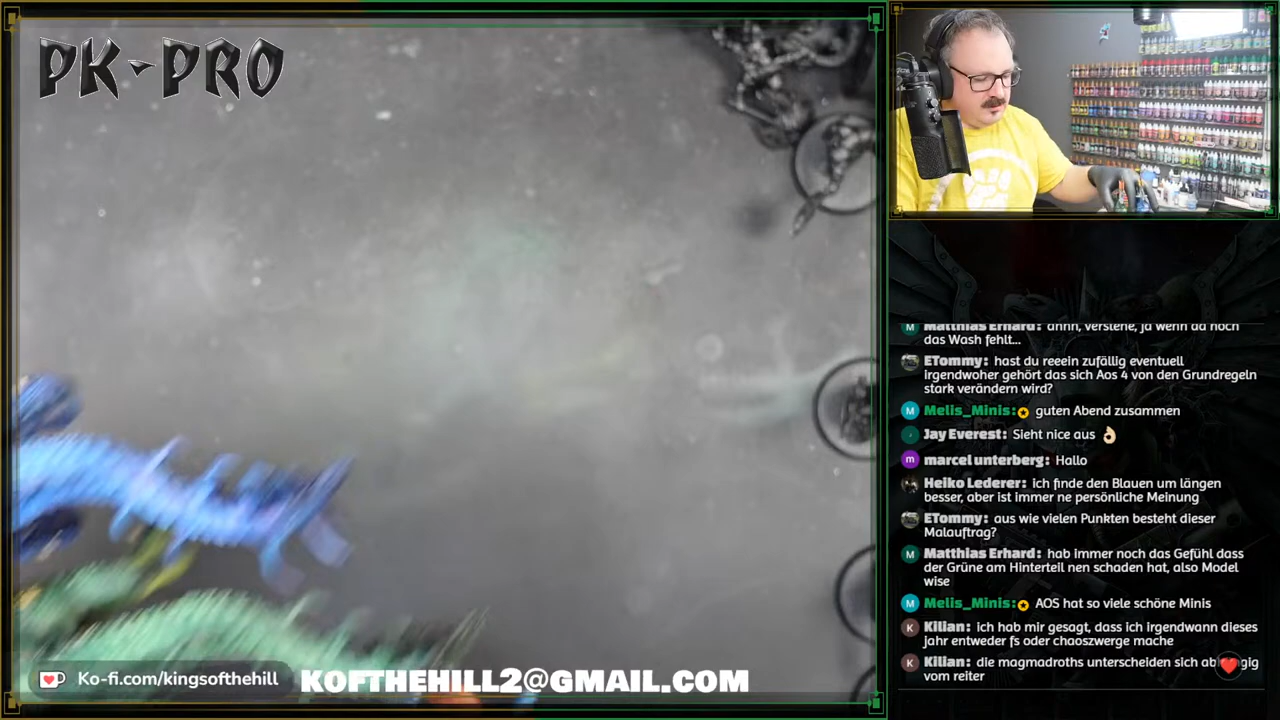 PK-PRO
Matthias Erhard: ahhh, verstehe, ja wenn da noch
das Wash fehlt...
ETommy: hast du reeein zufällig eventuell
irgendwoher gehört das sich Aos 4 von den Grundregeln
stark verändern wird?
Melis_Minis: guten Abend zusammen
Jay Everest: Sieht nice aus 👌🏻
marcel unterberg: Hallo
Heiko Lederer: ich finde den Blauen um längen
besser, aber ist immer ne persönliche Meinung
ETommy: aus wie vielen Punkten besteht dieser
Malauftrag?
Matthias Erhard: hab immer noch das Gefühl dass
der Grüne am Hinterteil nen schaden hat, also Model
wise
Melis_Minis: AOS hat so viele schöne Minis
Kilian: ich hab mir gesagt, dass ich irgendwann dieses
jahr entweder fs oder chaoszwerge mache
Kilian: die magmadroths unterscheiden sich
vom reiter
Ko-fi.com/kingsofthehill
KOFTHEHILL2@GMAIL.COM